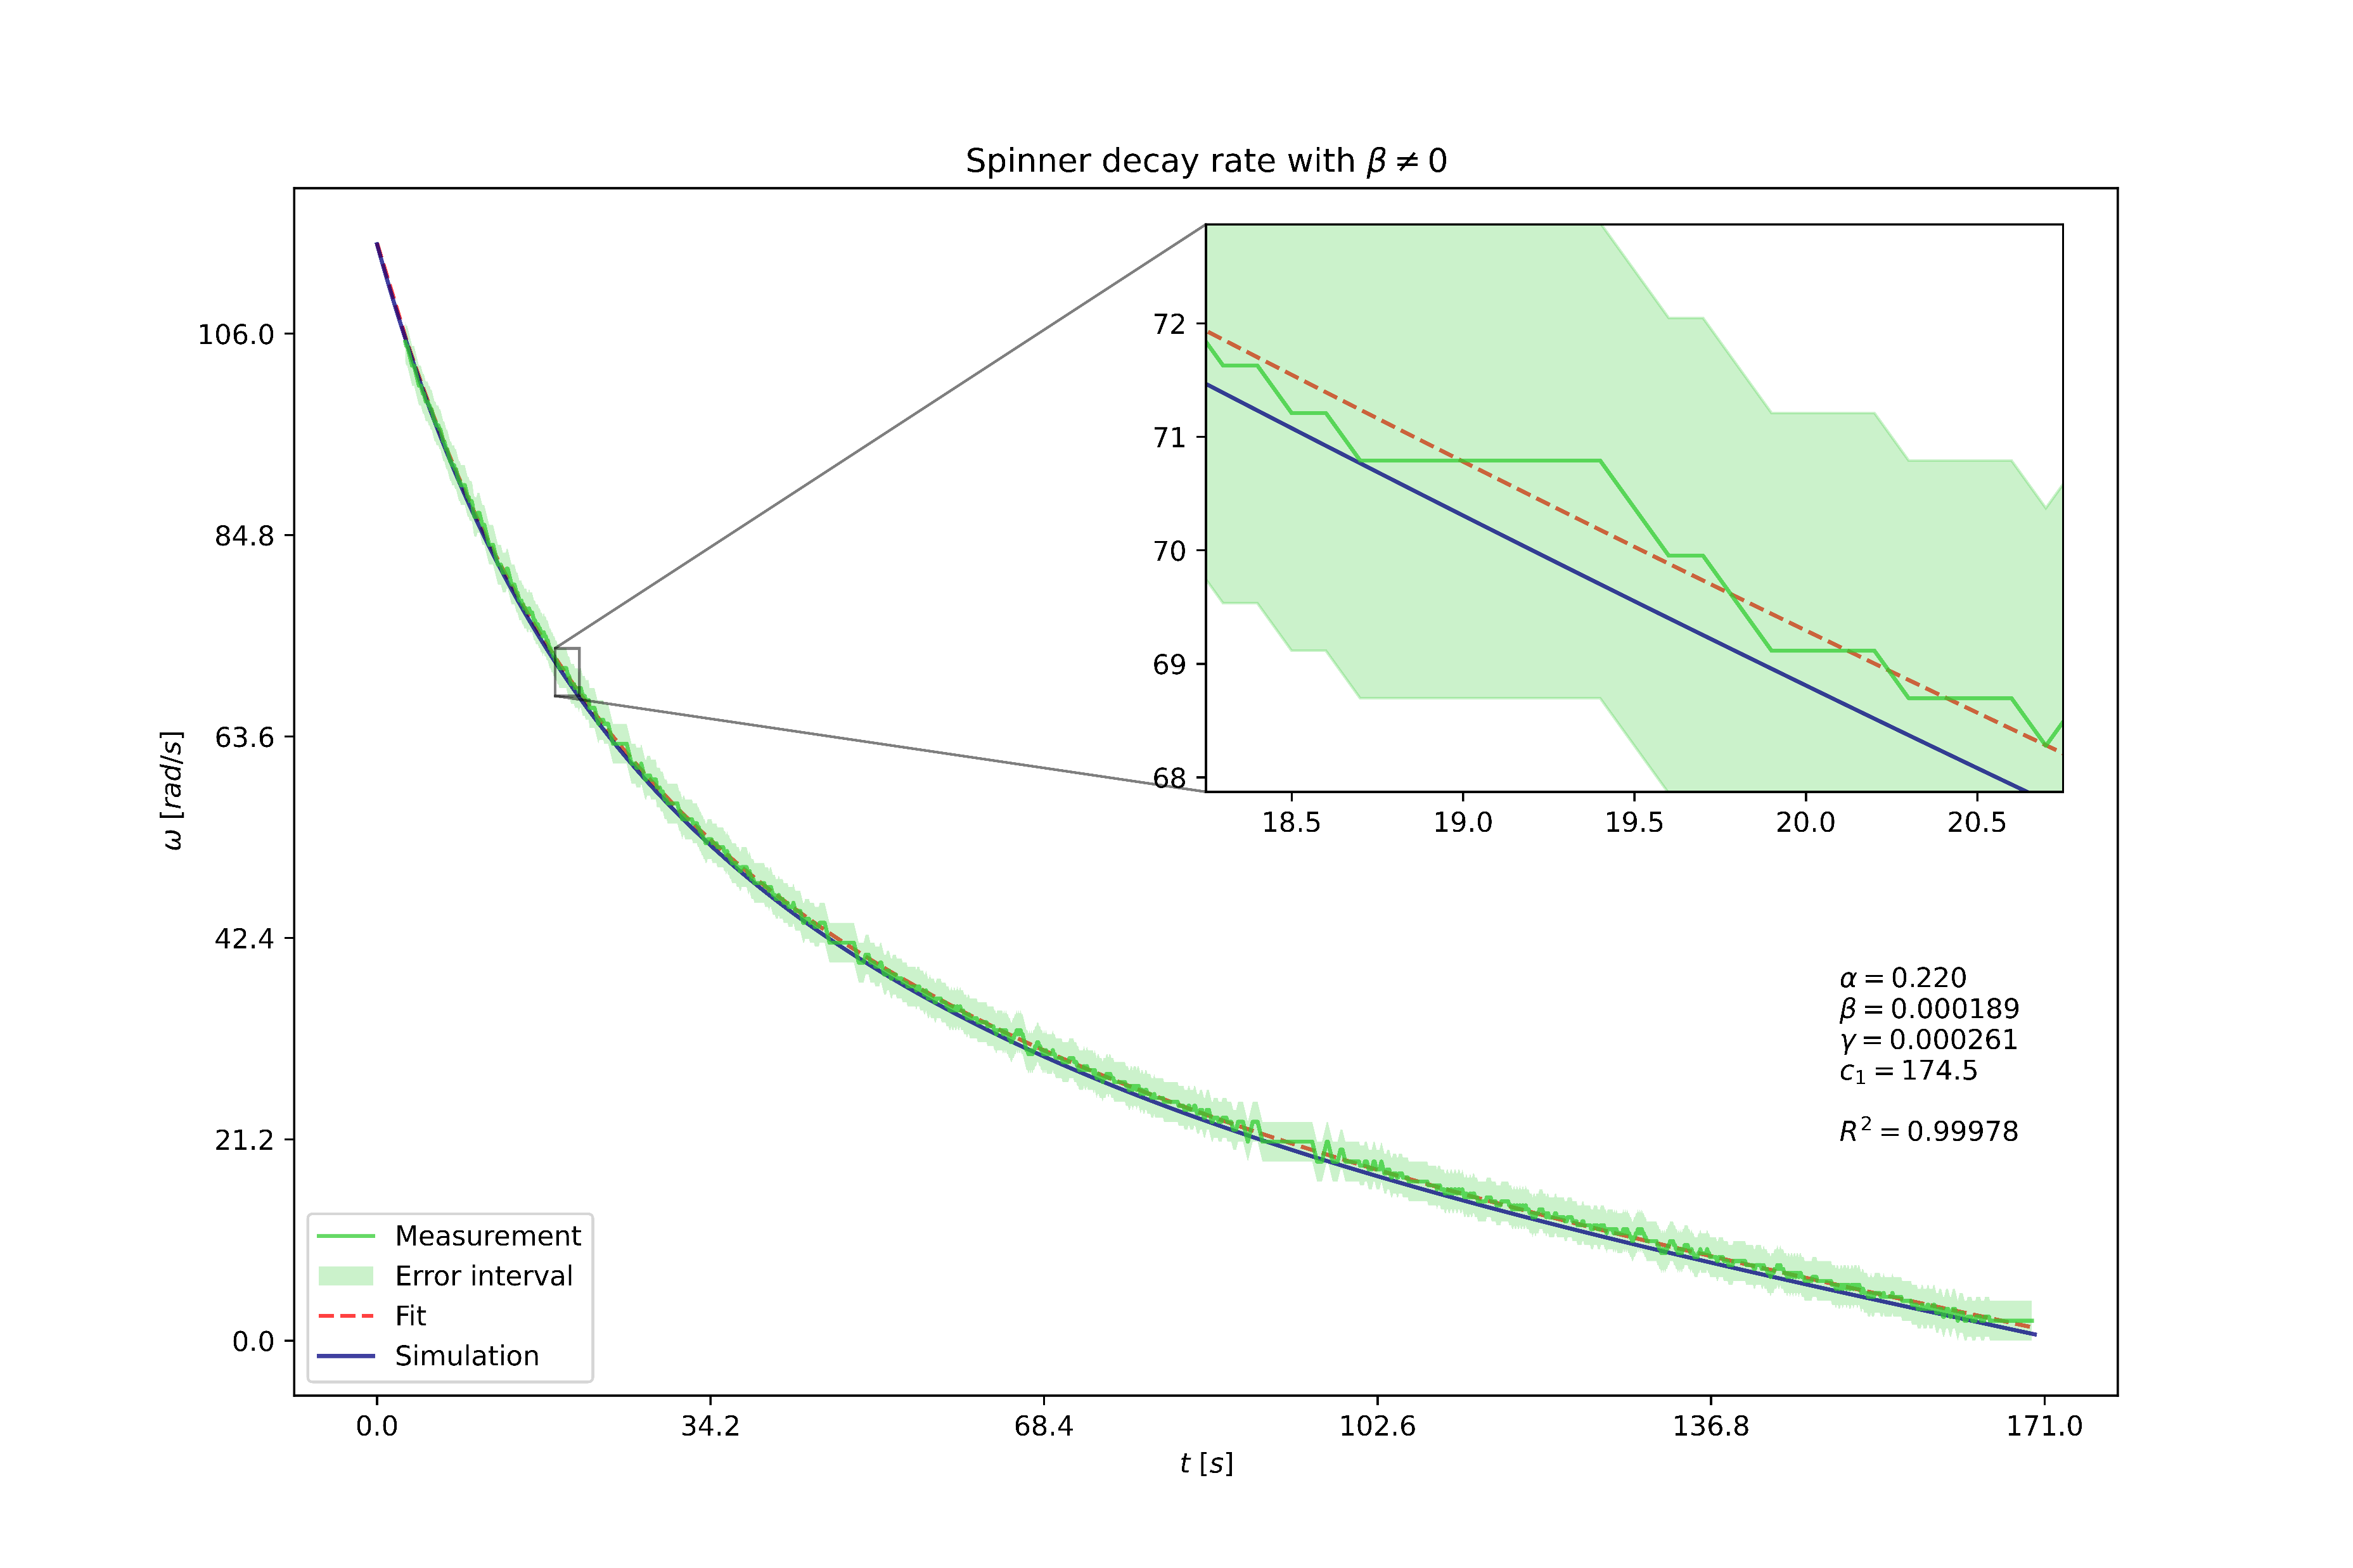 Spinner decay rate with β ≠ 0
106.0
84.8
63.6
42.4
21.2
0.0
ω [rad/s]
72
71
70
69
68
18.5 19.0 19.5 20.0 20.5
α = 0.220
β = 0.000189
γ = 0.000261
c₁ = 174.5
R² = 0.99978
Measurement
Error interval
Fit
Simulation
0.0 34.2 68.4 102.6 136.8 171.0
t [s]